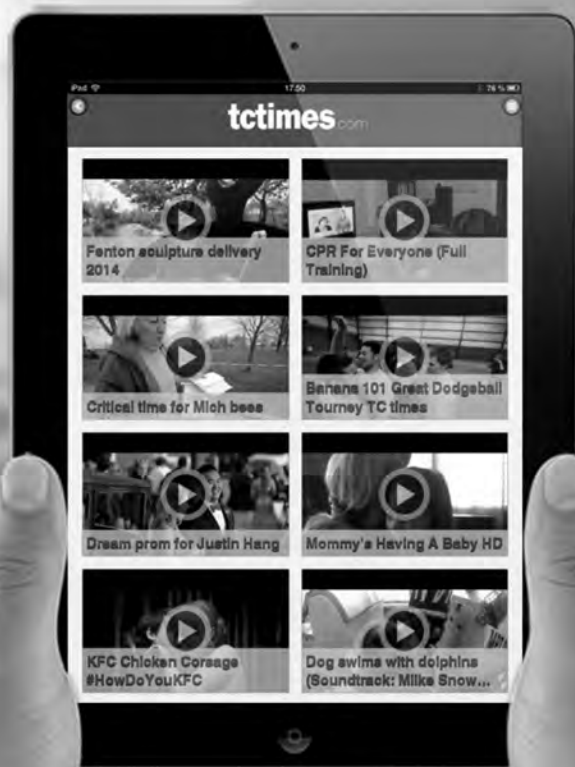 iPad 17:50 76 %
tctimes.com
Fenton sculpture delivery
2014
CPR For Everyone (Full
Training)
Critical time for Mich bees
Banana 101 Great Dodgeball
Tourney TC times
Dream prom for Justin Hang
Mommy's Having A Baby HD
KFC Chicken Corsage
#HowDoYouKFC
Dog swims with dolphins
(Soundtrack: Miike Snow...